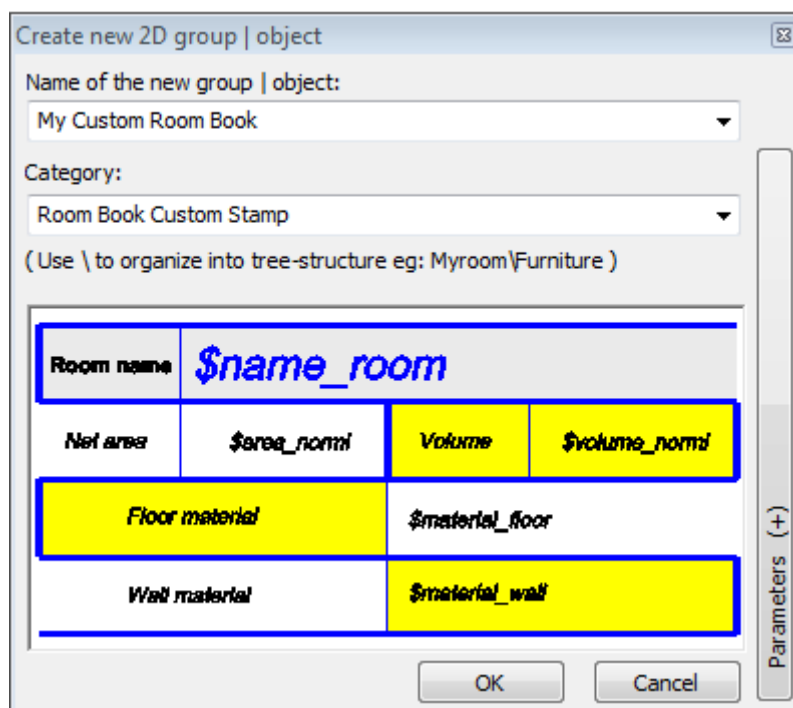 Create new 2D group | object
Name of the new group | object:
My Custom Room Book
Category:
Room Book Custom Stamp
( Use \ to organize into tree-structure eg: Myroom\Furniture )
Room name $name_room
Net area $area_normi Volume $volume_normi
Floor material $material_floor
Wall material $material_wall
Parameters (+)
OK Cancel